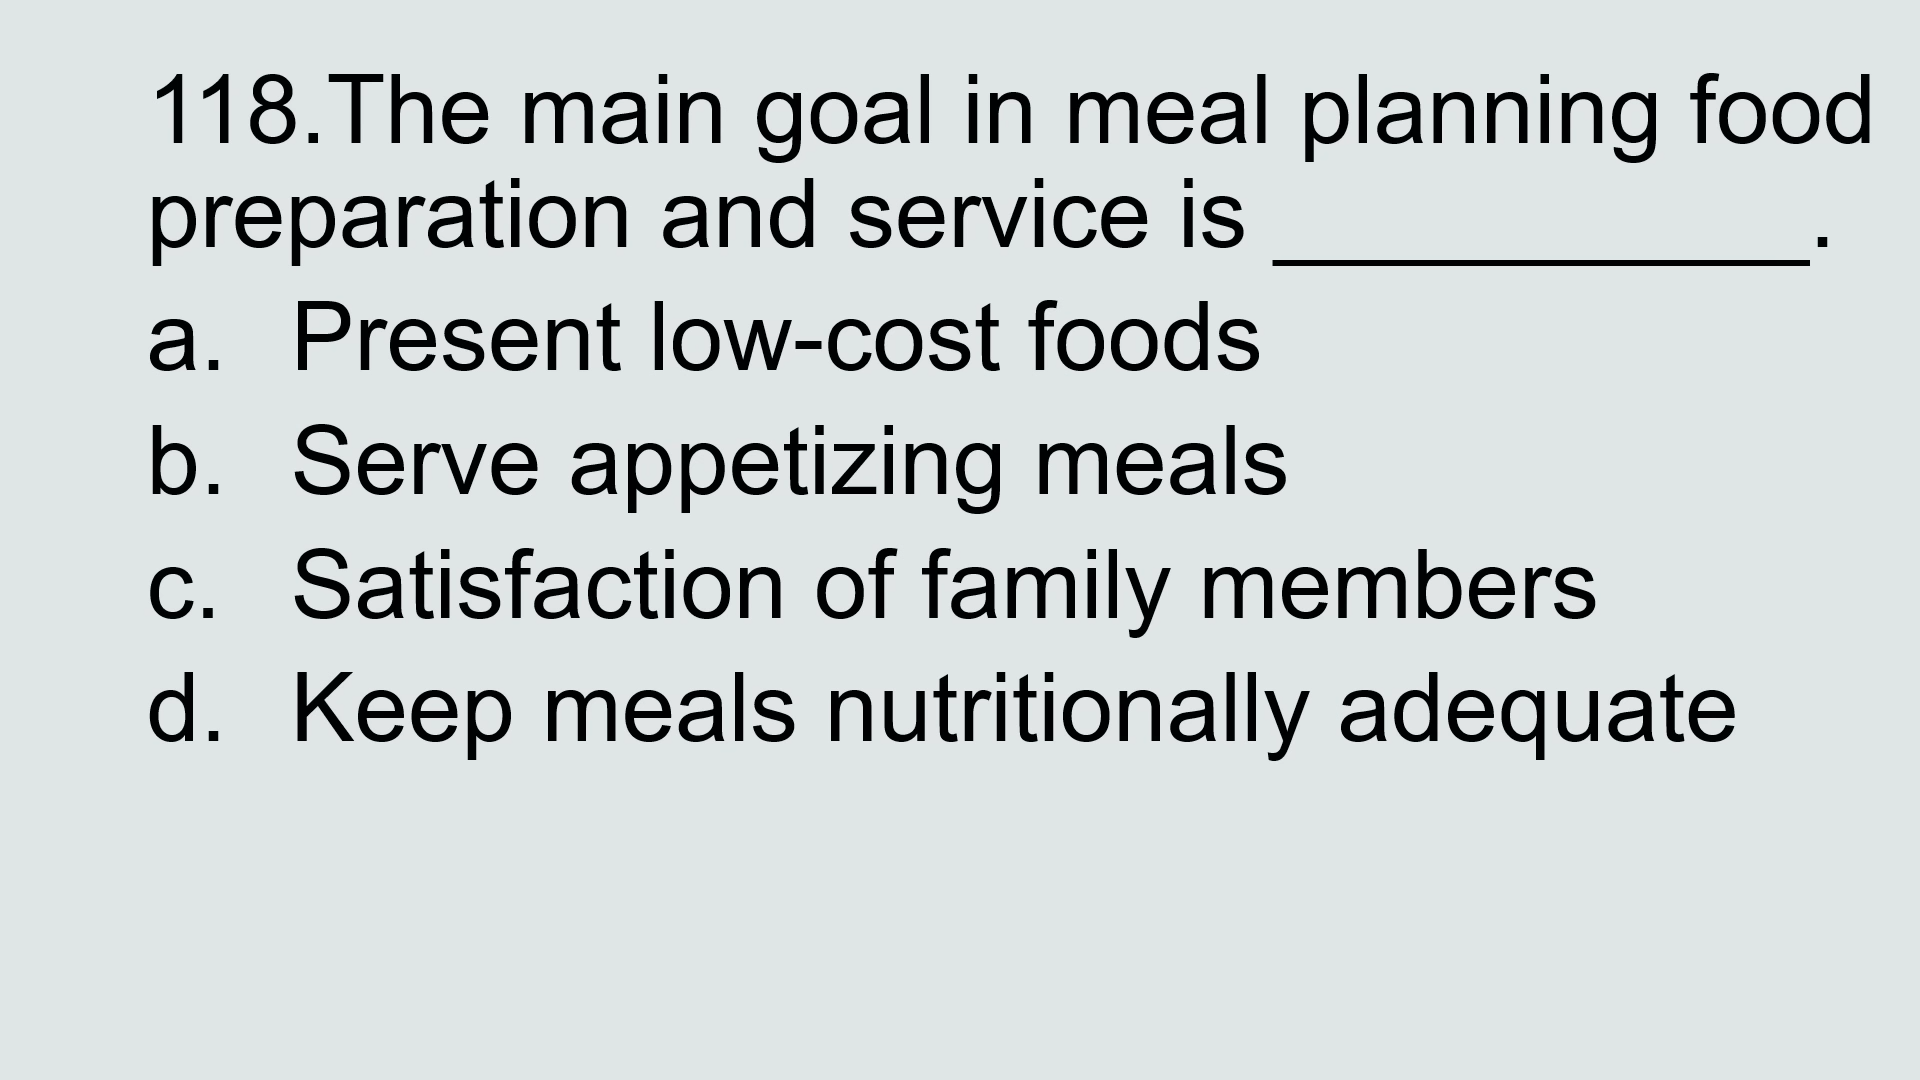 118.The main goal in meal planning food
preparation and service is ___________.
a. Present low-cost foods
b. Serve appetizing meals
c. Satisfaction of family members
d. Keep meals nutritionally adequate